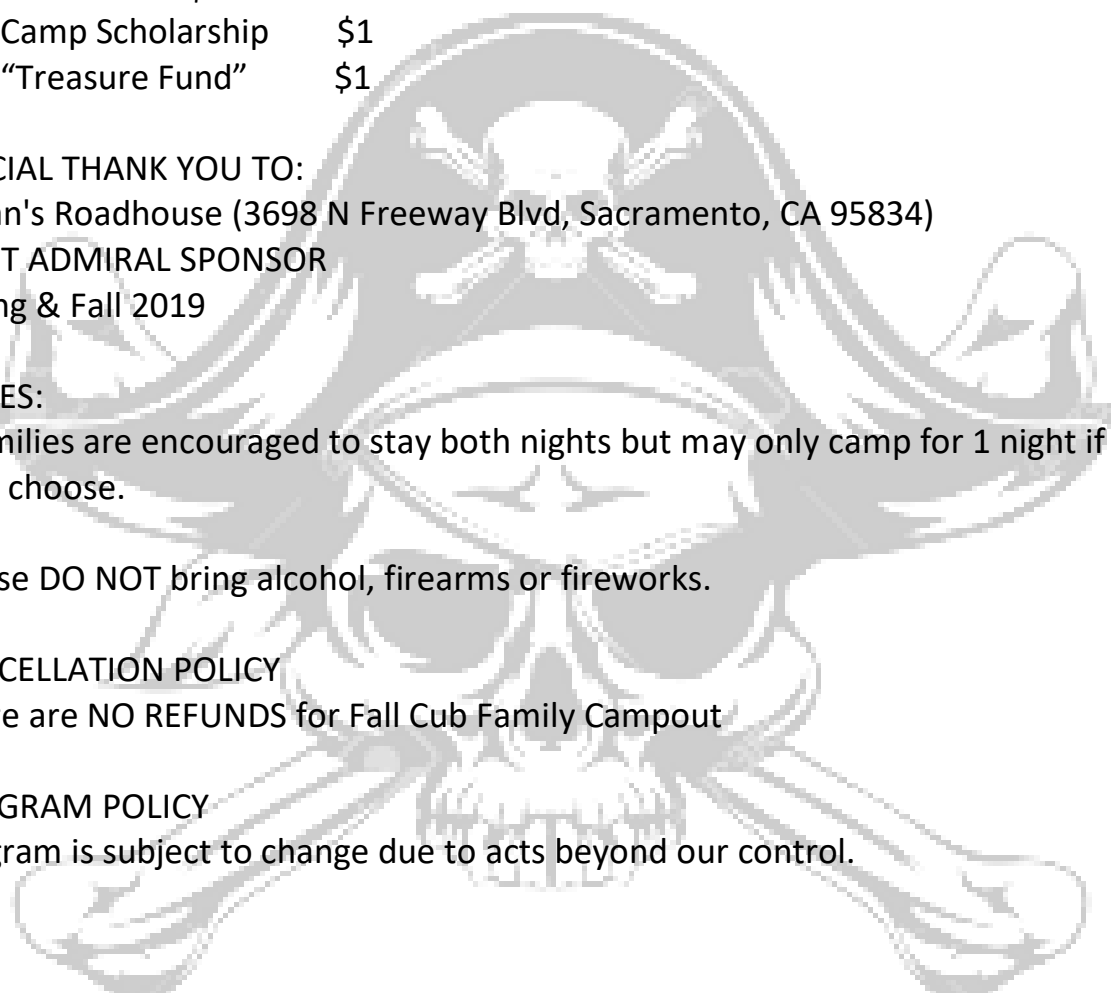 Camp Scholarship $1
“Treasure Fund” $1
CIAL THANK YOU TO:
nn's Roadhouse (3698 N Freeway Blvd, Sacramento, CA 95834)
T ADMIRAL SPONSOR
ng & Fall 2019
ES:
milies are encouraged to stay both nights but may only camp for 1 night if
choose.
se DO NOT bring alcohol, firearms or fireworks.
CELLATION POLICY
re are NO REFUNDS for Fall Cub Family Campout
GRAM POLICY
gram is subject to change due to acts beyond our control.